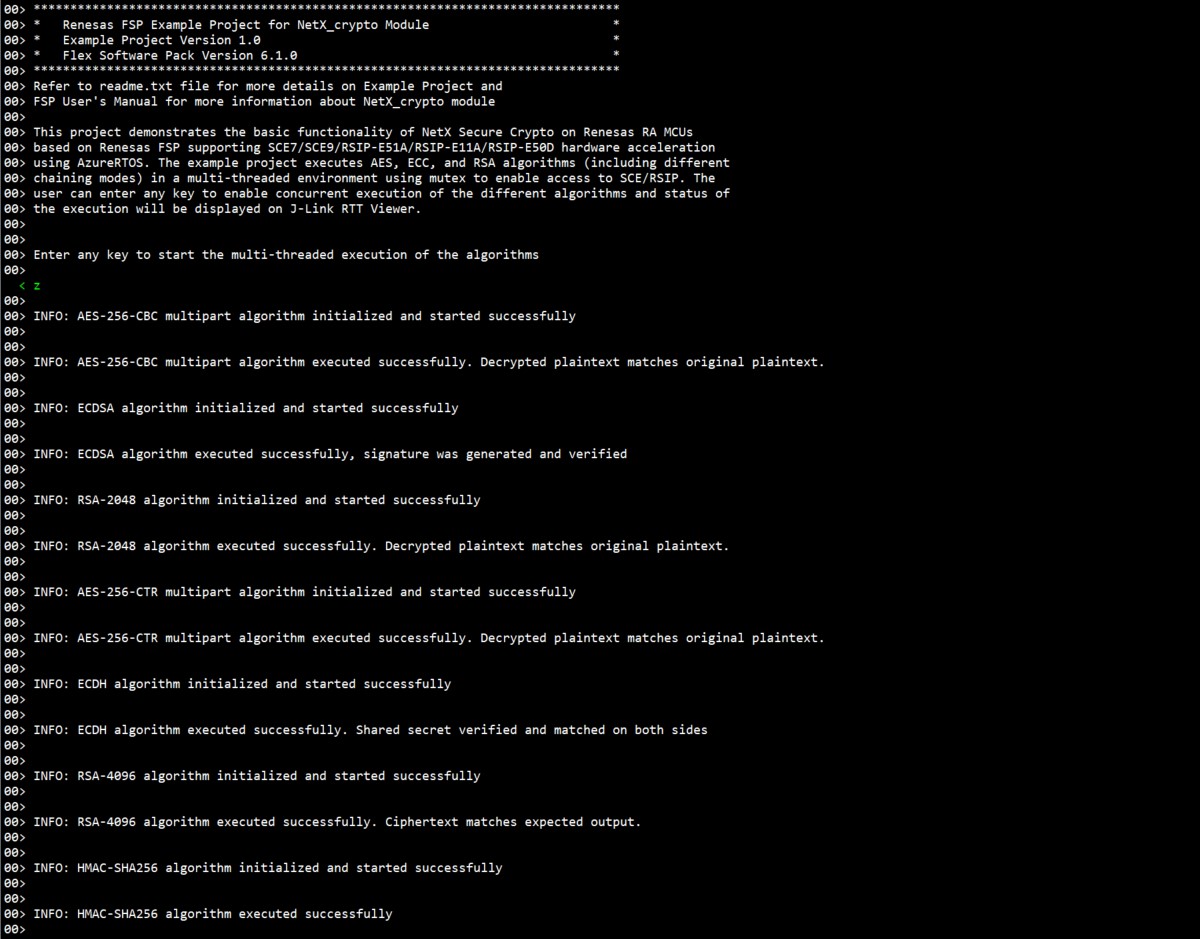 00> ********************************************************************************
00> *   Renesas FSP Example Project for NetX_crypto Module                         *
00> *   Example Project Version 1.0                                                *
00> *   Flex Software Pack Version 6.1.0                                           *
00> ********************************************************************************
00> Refer to readme.txt file for more details on Example Project and
00> FSP User's Manual for more information about NetX_crypto module
00>
00> This project demonstrates the basic functionality of NetX Secure Crypto on Renesas RA MCUs
00> based on Renesas FSP supporting SCE7/SCE9/RSIP-E51A/RSIP-E11A/RSIP-E50D hardware acceleration
00> using AzureRTOS. The example project executes AES, ECC, and RSA algorithms (including different
00> chaining modes) in a multi-threaded environment using mutex to enable access to SCE/RSIP. The
00> user can enter any key to enable concurrent execution of the different algorithms and status of
00> the execution will be displayed on J-Link RTT Viewer.
00>
00>
00> Enter any key to start the multi-threaded execution of the algorithms
00>
< z
00>
00> INFO: AES-256-CBC multipart algorithm initialized and started successfully
00>
00>
00> INFO: AES-256-CBC multipart algorithm executed successfully. Decrypted plaintext matches original plaintext.
00>
00>
00> INFO: ECDSA algorithm initialized and started successfully
00>
00>
00> INFO: ECDSA algorithm executed successfully, signature was generated and verified
00>
00>
00> INFO: RSA-2048 algorithm initialized and started successfully
00>
00>
00> INFO: RSA-2048 algorithm executed successfully. Decrypted plaintext matches original plaintext.
00>
00>
00> INFO: AES-256-CTR multipart algorithm initialized and started successfully
00>
00>
00> INFO: AES-256-CTR multipart algorithm executed successfully. Decrypted plaintext matches original plaintext.
00>
00>
00> INFO: ECDH algorithm initialized and started successfully
00>
00>
00> INFO: ECDH algorithm executed successfully. Shared secret verified and matched on both sides
00>
00>
00> INFO: RSA-4096 algorithm initialized and started successfully
00>
00>
00> INFO: RSA-4096 algorithm executed successfully. Ciphertext matches expected output.
00>
00>
00> INFO: HMAC-SHA256 algorithm initialized and started successfully
00>
00>
00> INFO: HMAC-SHA256 algorithm executed successfully
00>